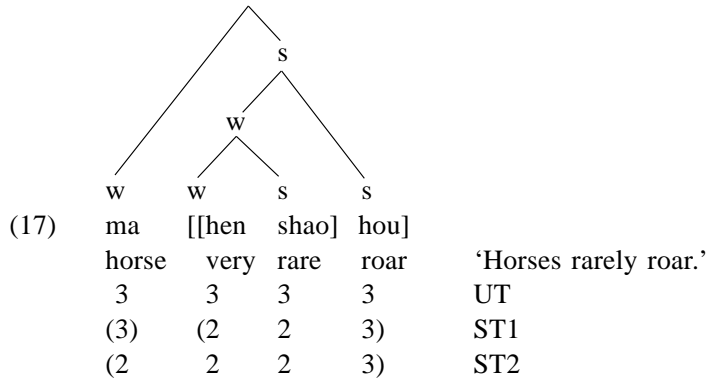 s
w
w w s s
(17) ma [[hen shao] hou]
horse very rare roar ‘Horses rarely roar.’
3 3 3 3 UT
(3) (2 2 3) ST1
(2 2 2 3) ST2